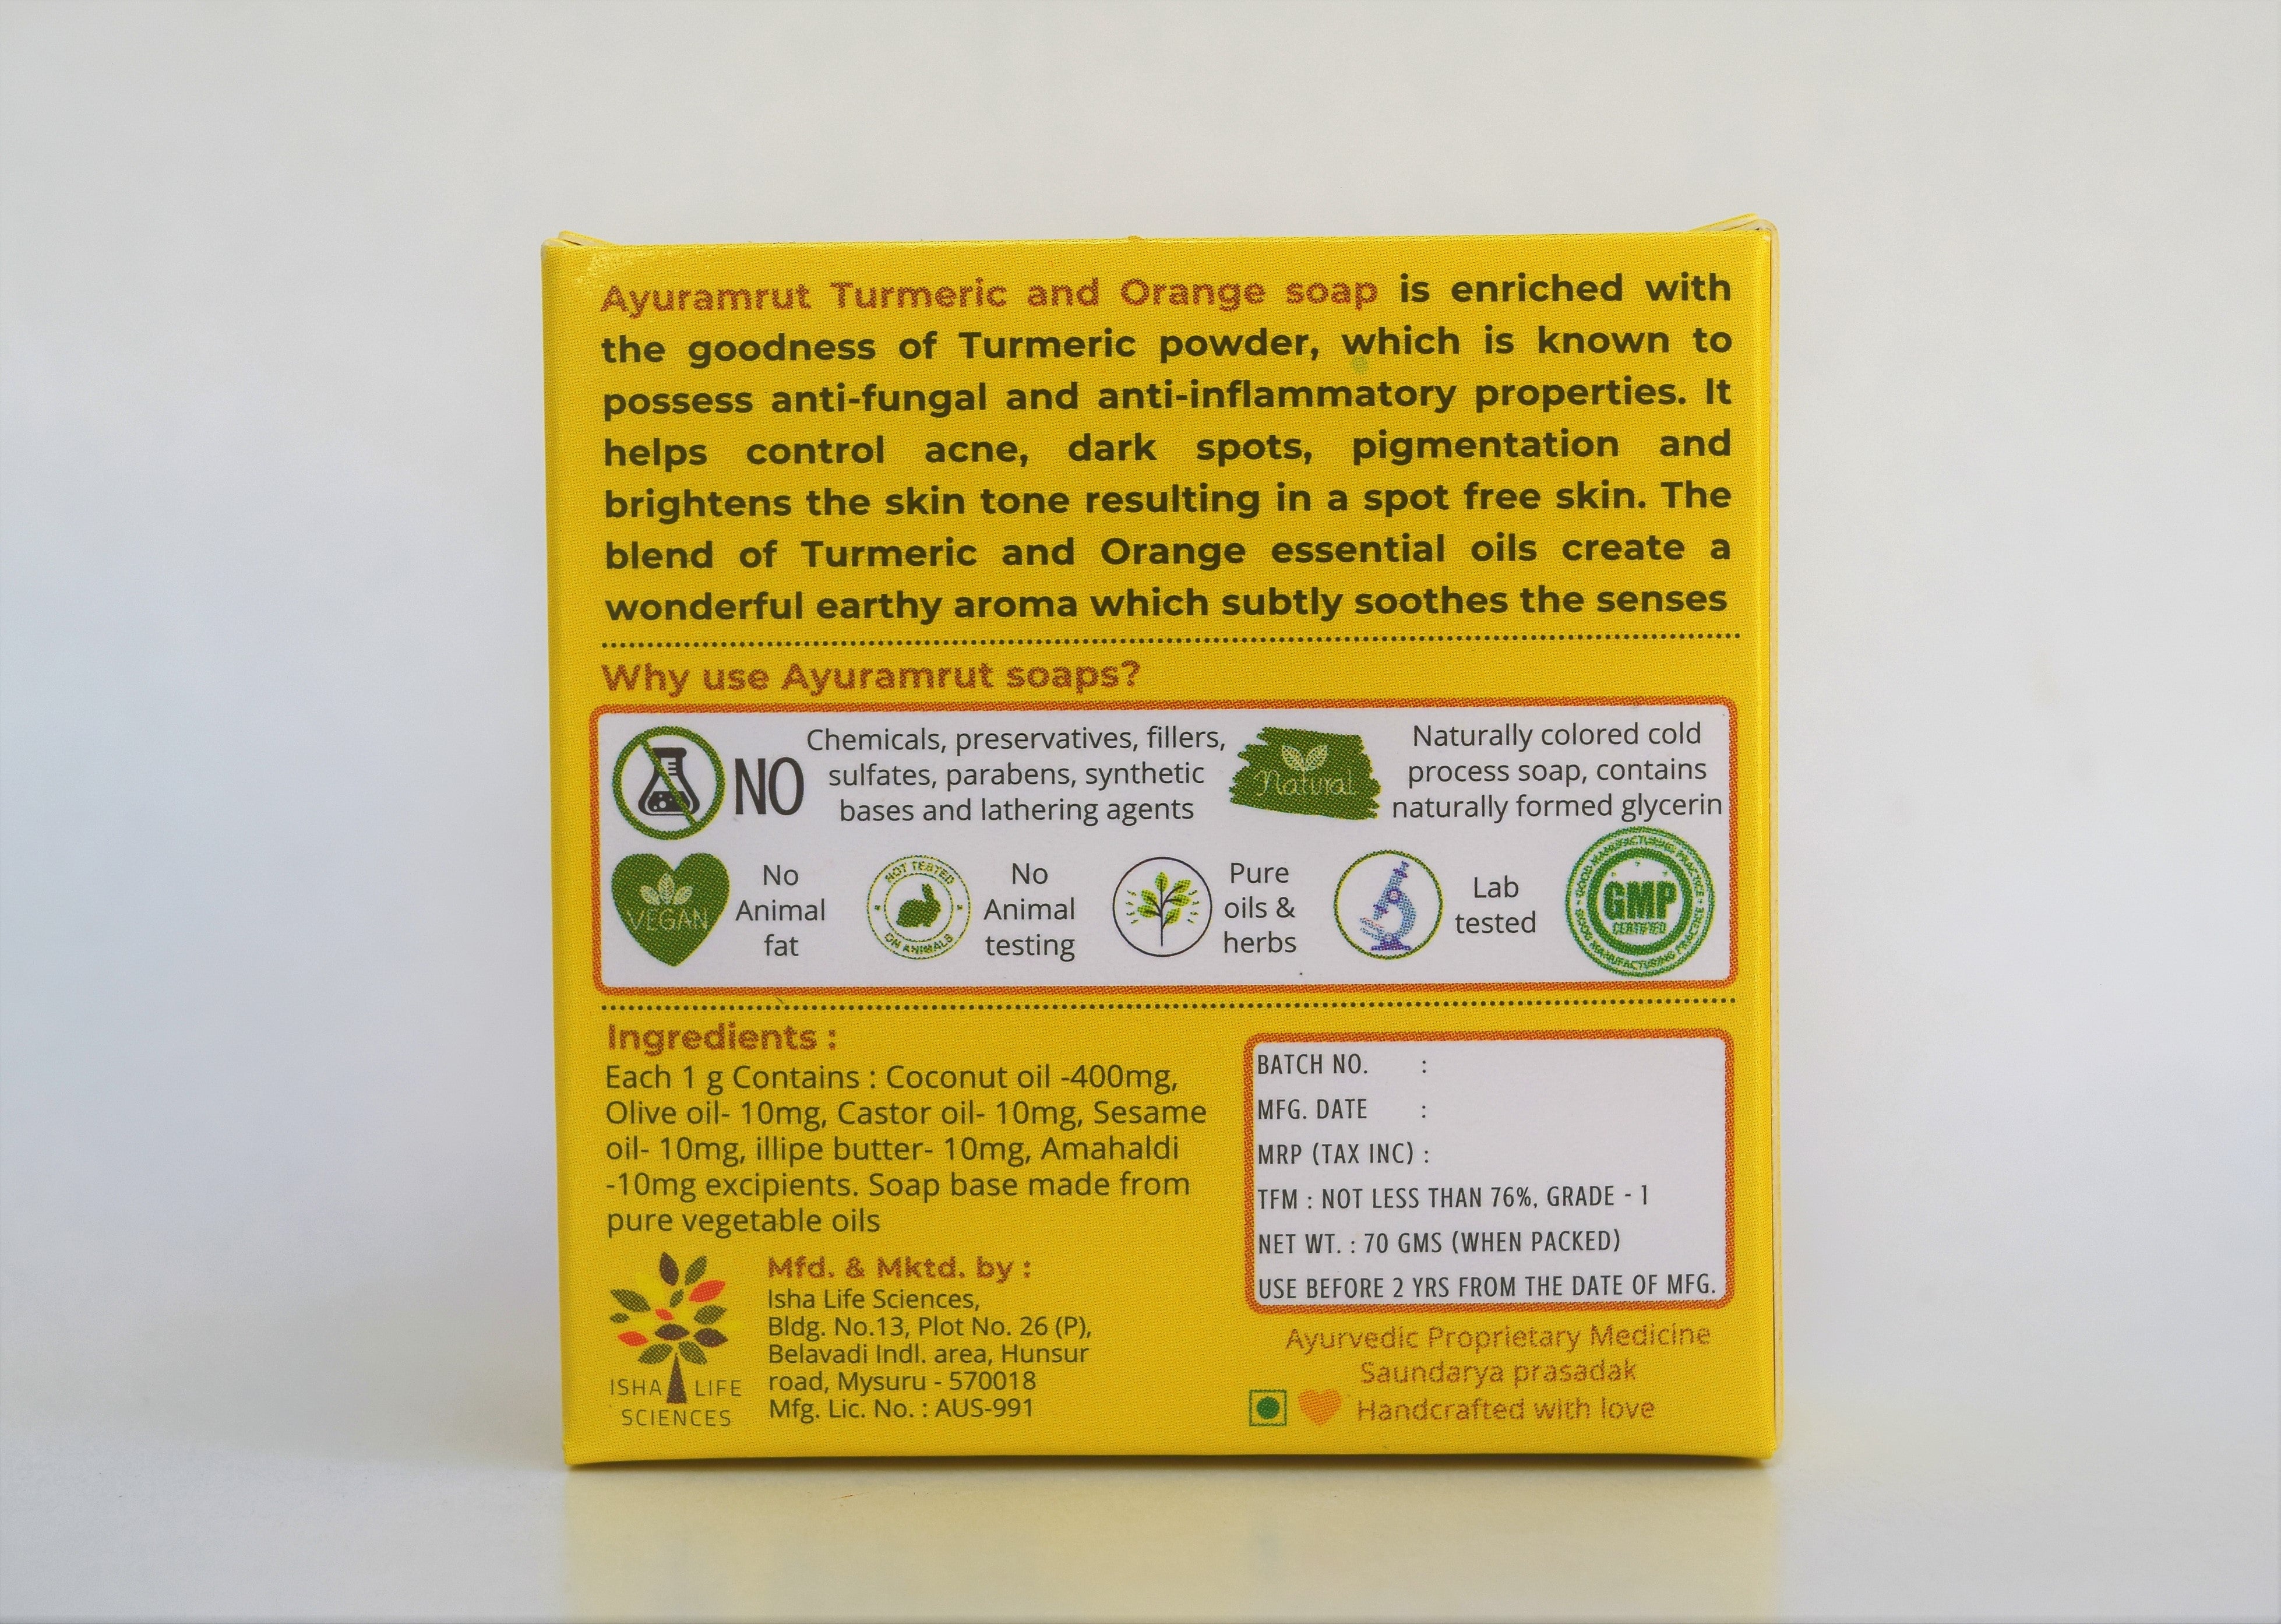 Ayuramrut Turmeric and Orange soap is enriched with
the goodness of Turmeric powder, which is known to
possess anti-fungal and anti-inflammatory properties. It
helps control acne, dark spots, pigmentation and
brightens the skin tone resulting in a spot free skin. The
blend of Turmeric and Orange essential oils create a
wonderful earthy aroma which subtly soothes the senses
Why use Ayuramrut soaps?
NO
Chemicals, preservatives, fillers,
sulfates, parabens, synthetic
bases and lathering agents
Natural
Naturally colored cold
process soap, contains
naturally formed glycerin
VEGAN
No
Animal
fat
NOT TESTED
ON ANIMALS
No
Animal
testing
Pure
oils &
herbs
Lab
tested
GOOD MANUFACTURING PRACTICE
GMP
CERTIFIED
GOOD MANUFACTURING PRACTICE
Ingredients :
Each 1 g Contains : Coconut oil -400mg,
Olive oil- 10mg, Castor oil- 10mg, Sesame
oil- 10mg, illipe butter- 10mg, Amahaldi
-10mg excipients. Soap base made from
pure vegetable oils
BATCH NO. :
MFG. DATE :
MRP (TAX INC) :
TFM : NOT LESS THAN 76%, GRADE - 1
NET WT. : 70 GMS (WHEN PACKED)
USE BEFORE 2 YRS FROM THE DATE OF MFG.
ISHA LIFE
SCIENCES
Mfd. & Mktd. by :
Isha Life Sciences,
Bldg. No.13, Plot No. 26 (P),
Belavadi Indl. area, Hunsur
road, Mysuru - 570018
Mfg. Lic. No. : AUS-991
Ayurvedic Proprietary Medicine
Saundarya prasadak
Handcrafted with love